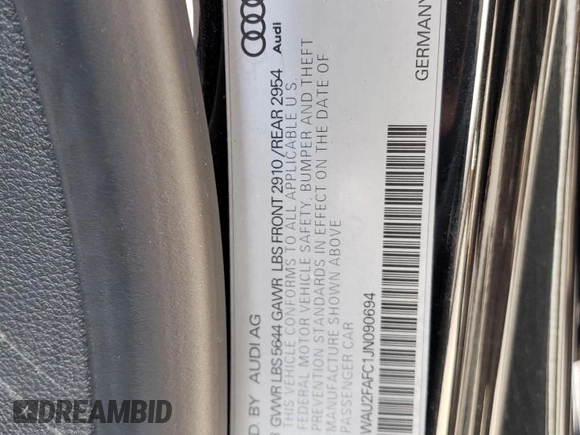 D. BY AUDI AG
Audi
GERMANY
GWWR LBS 5644 GAWR LBS FRONT 2910/REAR 2954
THIS VEHICLE CONFORMS TO ALL APPLICABLE U.S.
FEDERAL MOTOR VEHICLE SAFETY, BUMPER AND THEFT
PREVENTION STANDARDS IN EFFECT ON THE DATE OF
MANUFACTURE SHOWN ABOVE
PASSENGER CAR
WAU2FAFC1JN090694
DREAMBID